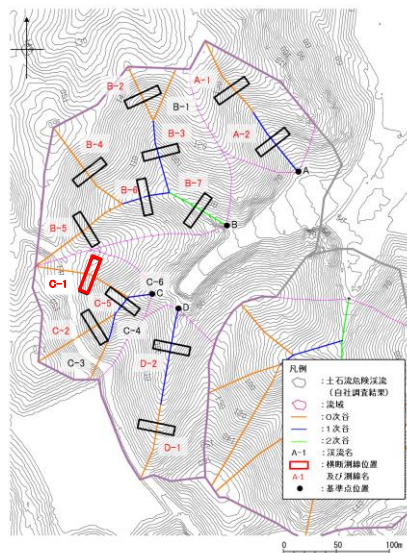 A-1
B-2
B-1
A-2
B-3
B-4
A
B-6
B-7
B
B-5
C-1
C-6
C
C-5
D
C-2
C-4
D-2
C-3
D-1
凡例
：土石流危険渓流
（自社調査結果）
：流域
：0次谷
：1次谷
：2次谷
A-1 ：渓流名
：横断測線位置
A-1 及び測線名
：基準点位置
0 50 100m